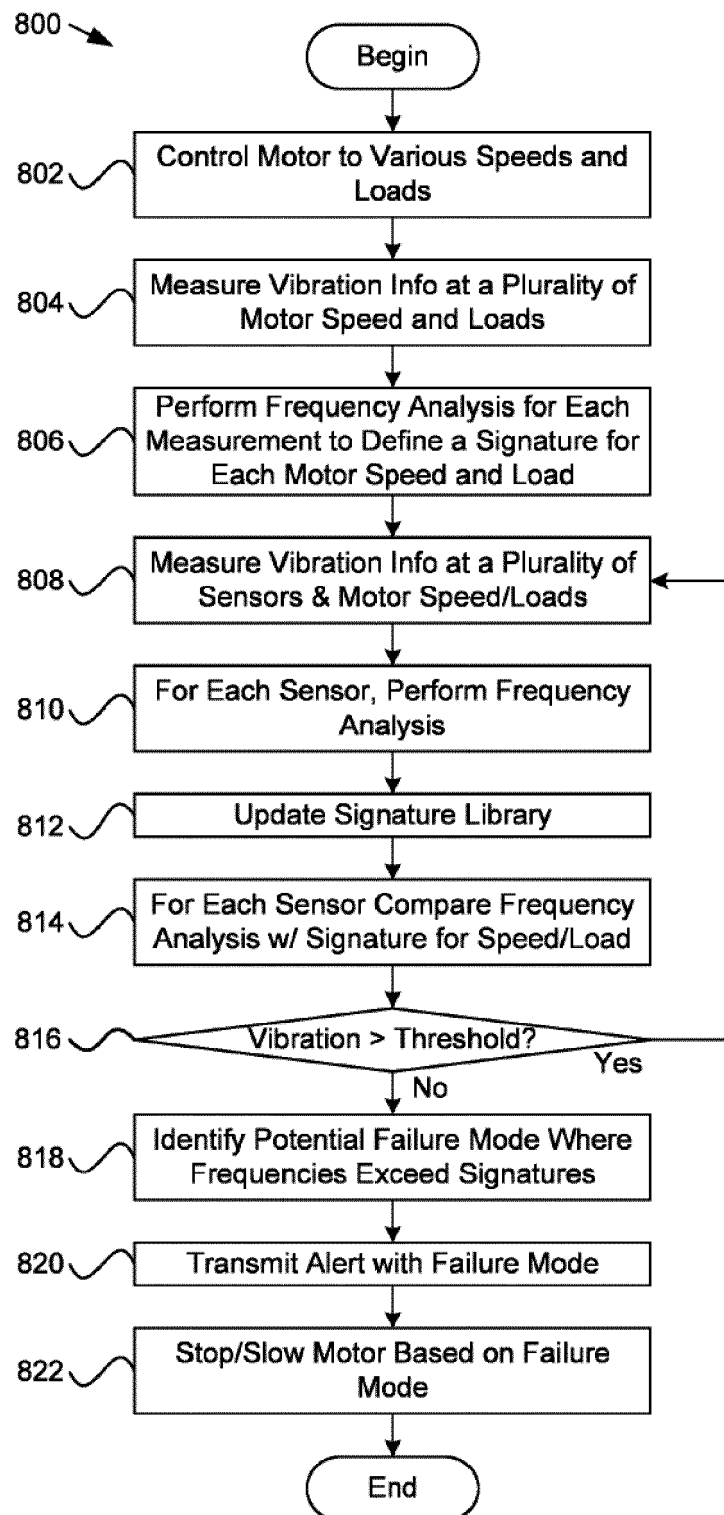 800
Begin
802
Control Motor to Various Speeds and
Loads
804
Measure Vibration Info at a Plurality of
Motor Speed and Loads
806
Perform Frequency Analysis for Each
Measurement to Define a Signature for
Each Motor Speed and Load
808
Measure Vibration Info at a Plurality of
Sensors & Motor Speed/Loads
810
For Each Sensor, Perform Frequency
Analysis
812
Update Signature Library
814
For Each Sensor Compare Frequency
Analysis w/ Signature for Speed/Load
816
Vibration > Threshold?
Yes
No
818
Identify Potential Failure Mode Where
Frequencies Exceed Signatures
820
Transmit Alert with Failure Mode
822
Stop/Slow Motor Based on Failure
Mode
End